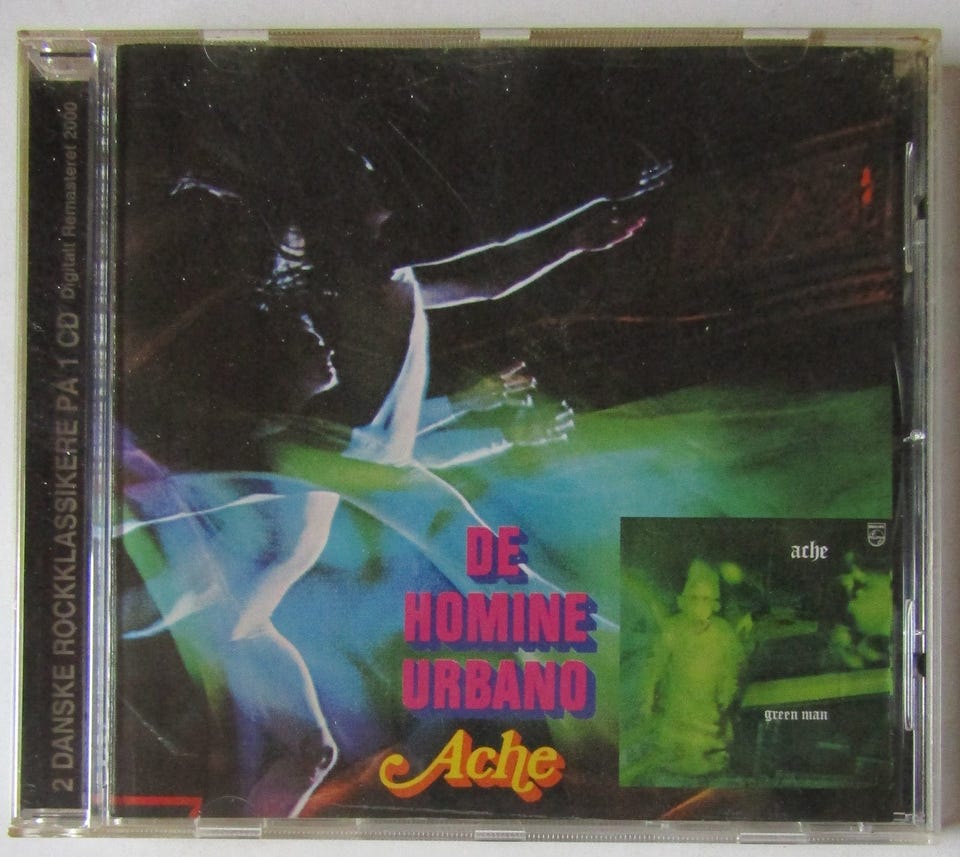 2 DANSKE ROCKKLASSIKERE PÅ 1 CD Digitalt Remasteret 2000
DE
HOMINE
URBANO
Ache
ache
green man